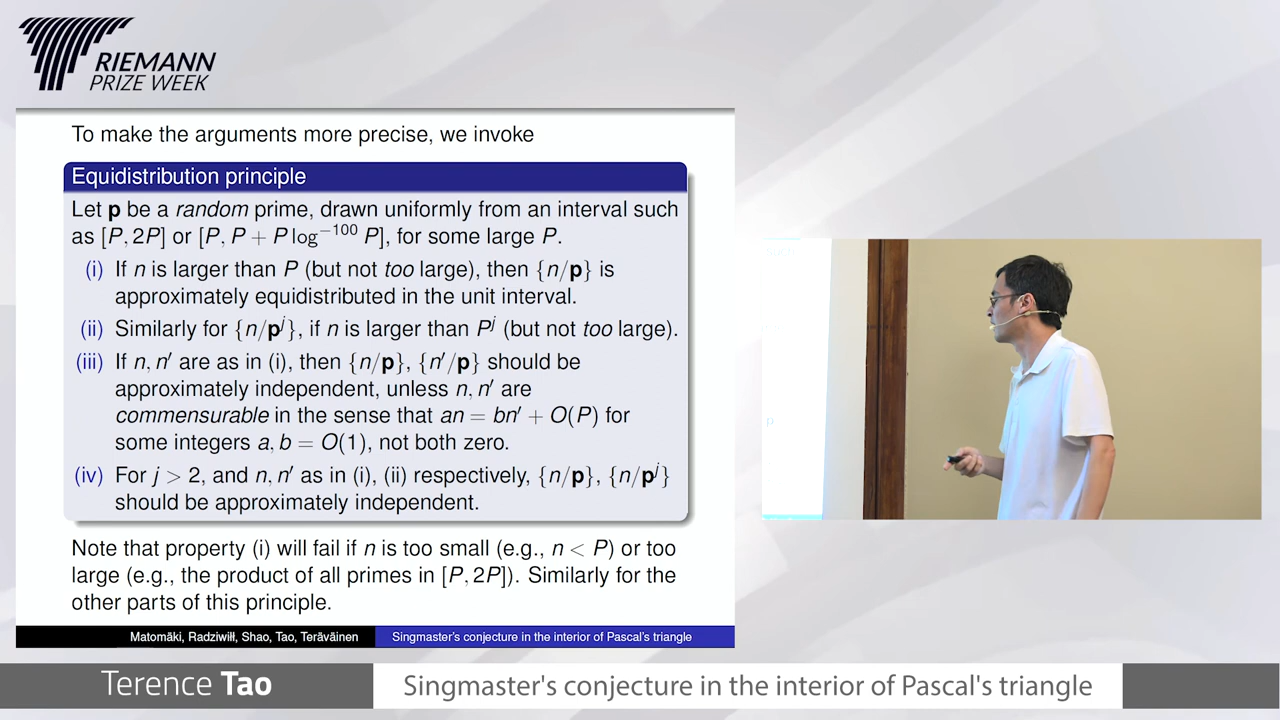 RIEMANN
PRIZE WEEK
To make the arguments more precise, we invoke
Equidistribution principle
Let p be a random prime, drawn uniformly from an interval such
as [P, 2P] or [P, P + P log⁻¹⁰⁰ P], for some large P.
(i) If n is larger than P (but not too large), then {n/p} is
approximately equidistributed in the unit interval.
(ii) Similarly for {n/pʲ}, if n is larger than Pʲ (but not too large).
(iii) If n, n′ are as in (i), then {n/p}, {n′/p} should be
approximately independent, unless n, n′ are
commensurable in the sense that an = bn′ + O(P) for
some integers a, b = O(1), not both zero.
(iv) For j > 2, and n, n′ as in (i), (ii) respectively, {n/p}, {n/pʲ}
should be approximately independent.
Note that property (i) will fail if n is too small (e.g., n < P) or too
large (e.g., the product of all primes in [P, 2P]). Similarly for the
other parts of this principle.
Matomäki, Radziwiłł, Shao, Tao, Teräväinen Singmaster's conjecture in the interior of Pascal's triangle
Terence Tao Singmaster's conjecture in the interior of Pascal's triangle